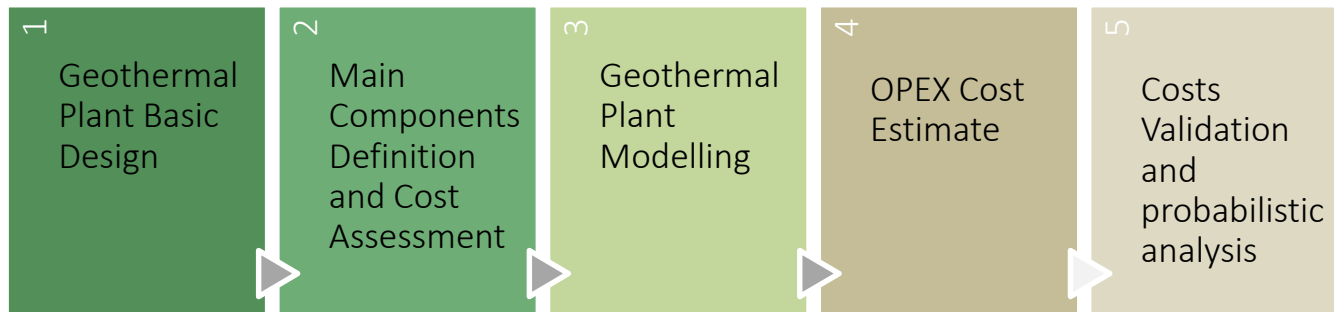 1
Geothermal
Plant Basic
Design
2
Main
Components
Definition
and Cost
Assessment
3
Geothermal
Plant
Modelling
4
OPEX Cost
Estimate
5
Costs
Validation
and
probabilistic
analysis